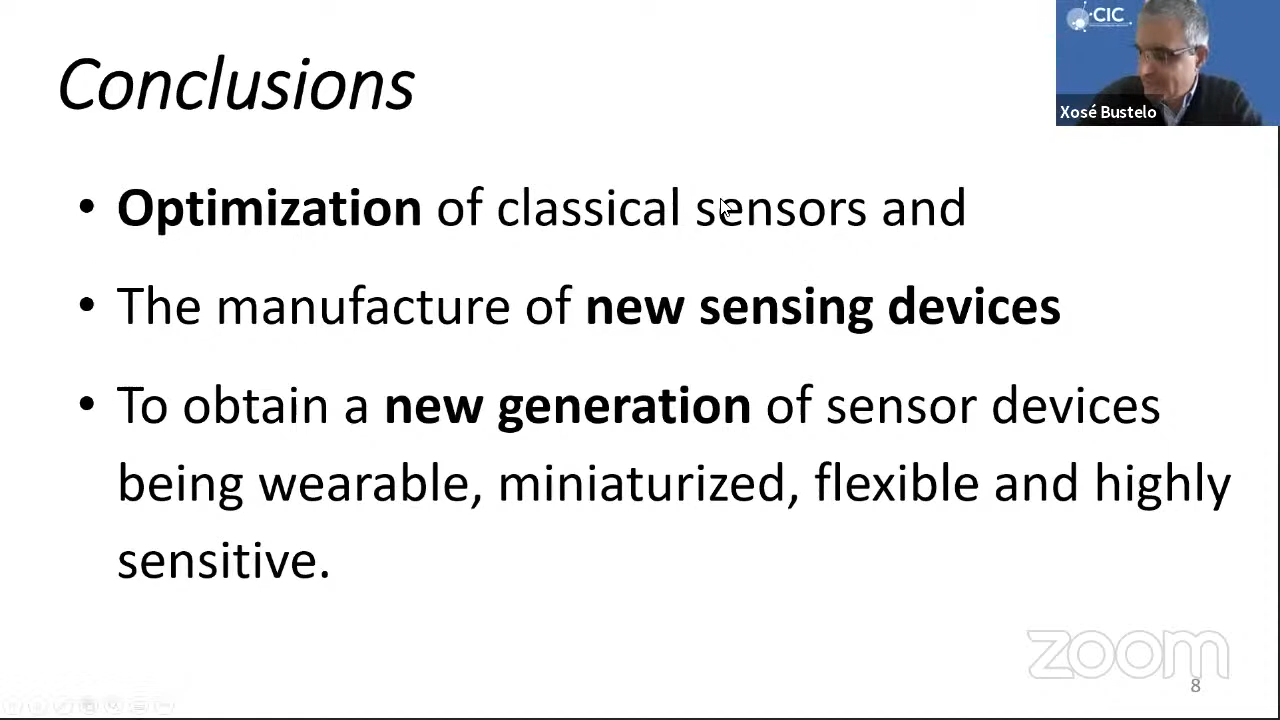 Conclusions
CIC
Xosé Bustelo
• Optimization of classical sensors and
• The manufacture of new sensing devices
• To obtain a new generation of sensor devices
being wearable, miniaturized, flexible and highly
sensitive.
zoom
8